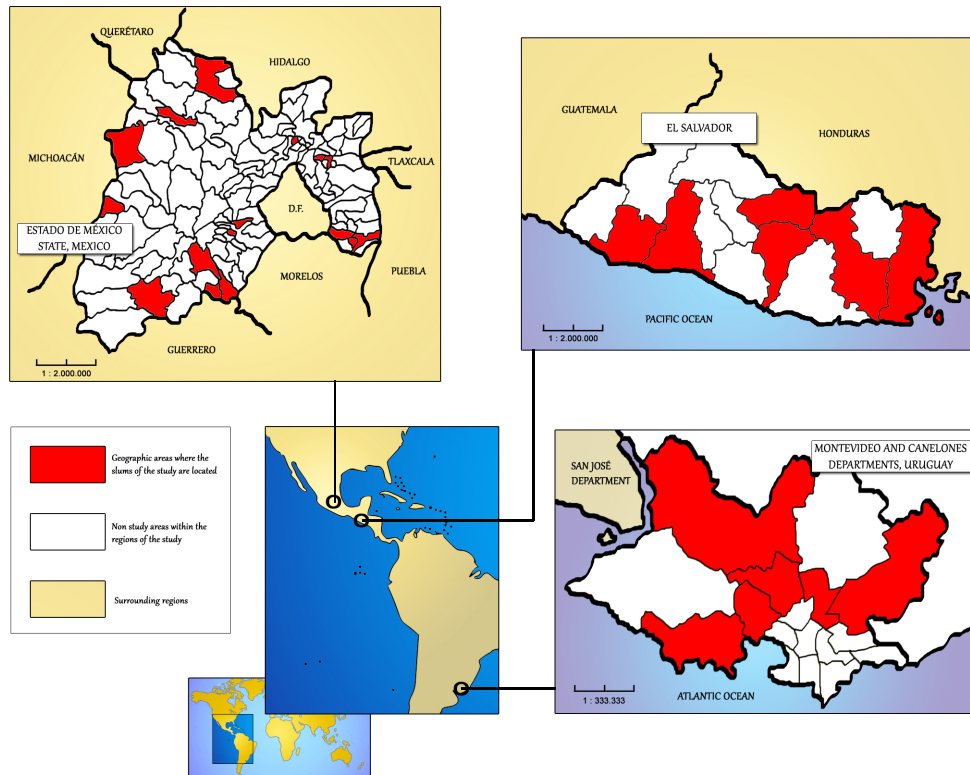 QUERÉTARO
HIDALGO
MICHOACÁN
TLAXCALA
D.F.
ESTADO DE MÉXICO
STATE, MEXICO
MORELOS
PUEBLA
GUERRERO
1 : 2.000.000
GUATEMALA
EL SALVADOR
HONDURAS
PACIFIC OCEAN
1 : 2.000.000
Geographic areas where the
slums of the study are located
Non study areas within the
regions of the study
Surrounding regions
SAN JOSÉ
DEPARTMENT
MONTEVIDEO AND CANELONES
DEPARTMENTS, URUGUAY
ATLANTIC OCEAN
1 : 333.333